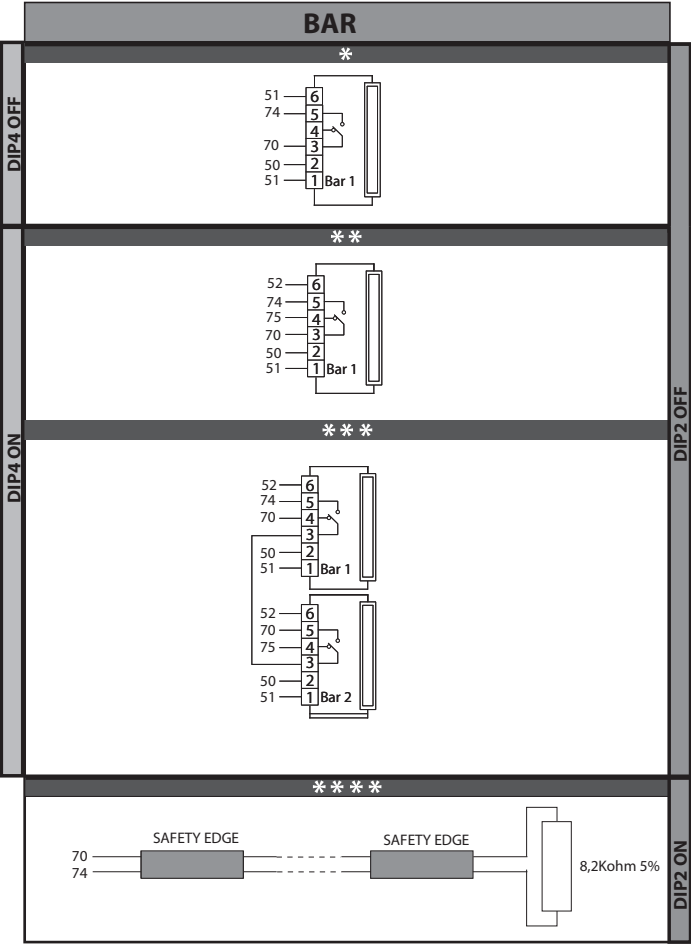 BAR
*
DIP4 OFF
51 6
74 5
4
70 3
50 2
51 1 Bar 1
**
DIP4 ON
DIP2 OFF
52 6
74 5
75 4
70 3
50 2
51 1 Bar 1
***
52 6
74 5
70 4
3
50 2
51 1 Bar 1
52 6
70 5
75 4
3
50 2
51 1 Bar 2
****
DIP2 ON
SAFETY EDGE SAFETY EDGE
70
74
8,2Kohm 5%